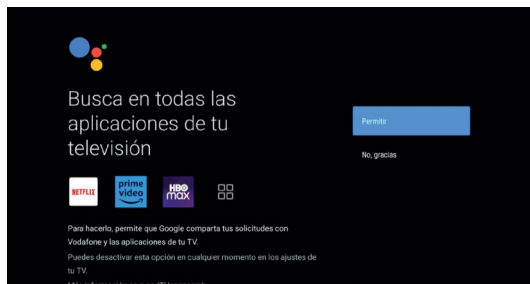 Busca en todas las
aplicaciones de tu
televisión
Permitir
No, gracias
NETFLIX
prime
video
HBO
max
Para hacerlo, permite que Google comparta tus solicitudes con
Vodafone y las aplicaciones de tu TV.
Puedes desactivar esta opción en cualquier momento en los ajustes de
tu TV.